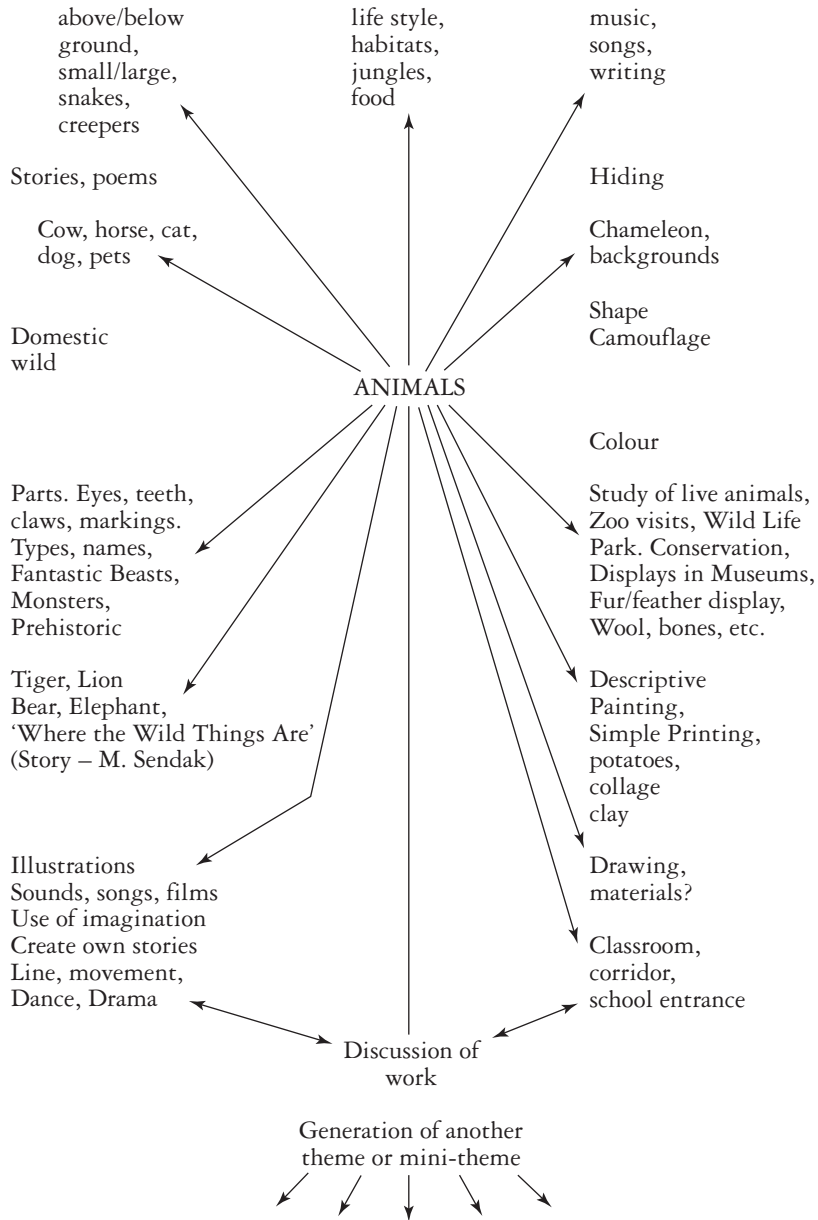 above/below
ground,
small/large,
snakes,
creepers
life style,
habitats,
jungles,
food
music,
songs,
writing
Stories, poems
Hiding
Cow, horse, cat,
dog, pets
Chameleon,
backgrounds
Shape
Camouflage
Domestic
wild
ANIMALS
Colour
Parts. Eyes, teeth,
claws, markings.
Types, names,
Fantastic Beasts,
Monsters,
Prehistoric
Study of live animals,
Zoo visits, Wild Life
Park. Conservation,
Displays in Museums,
Fur/feather display,
Wool, bones, etc.
Tiger, Lion
Bear, Elephant,
‘Where the Wild Things Are’
(Story – M. Sendak)
Descriptive
Painting,
Simple Printing,
potatoes,
collage
clay
Illustrations
Sounds, songs, films
Use of imagination
Create own stories
Line, movement,
Dance, Drama
Drawing,
materials?
Classroom,
corridor,
school entrance
Discussion of
work
Generation of another
theme or mini-theme